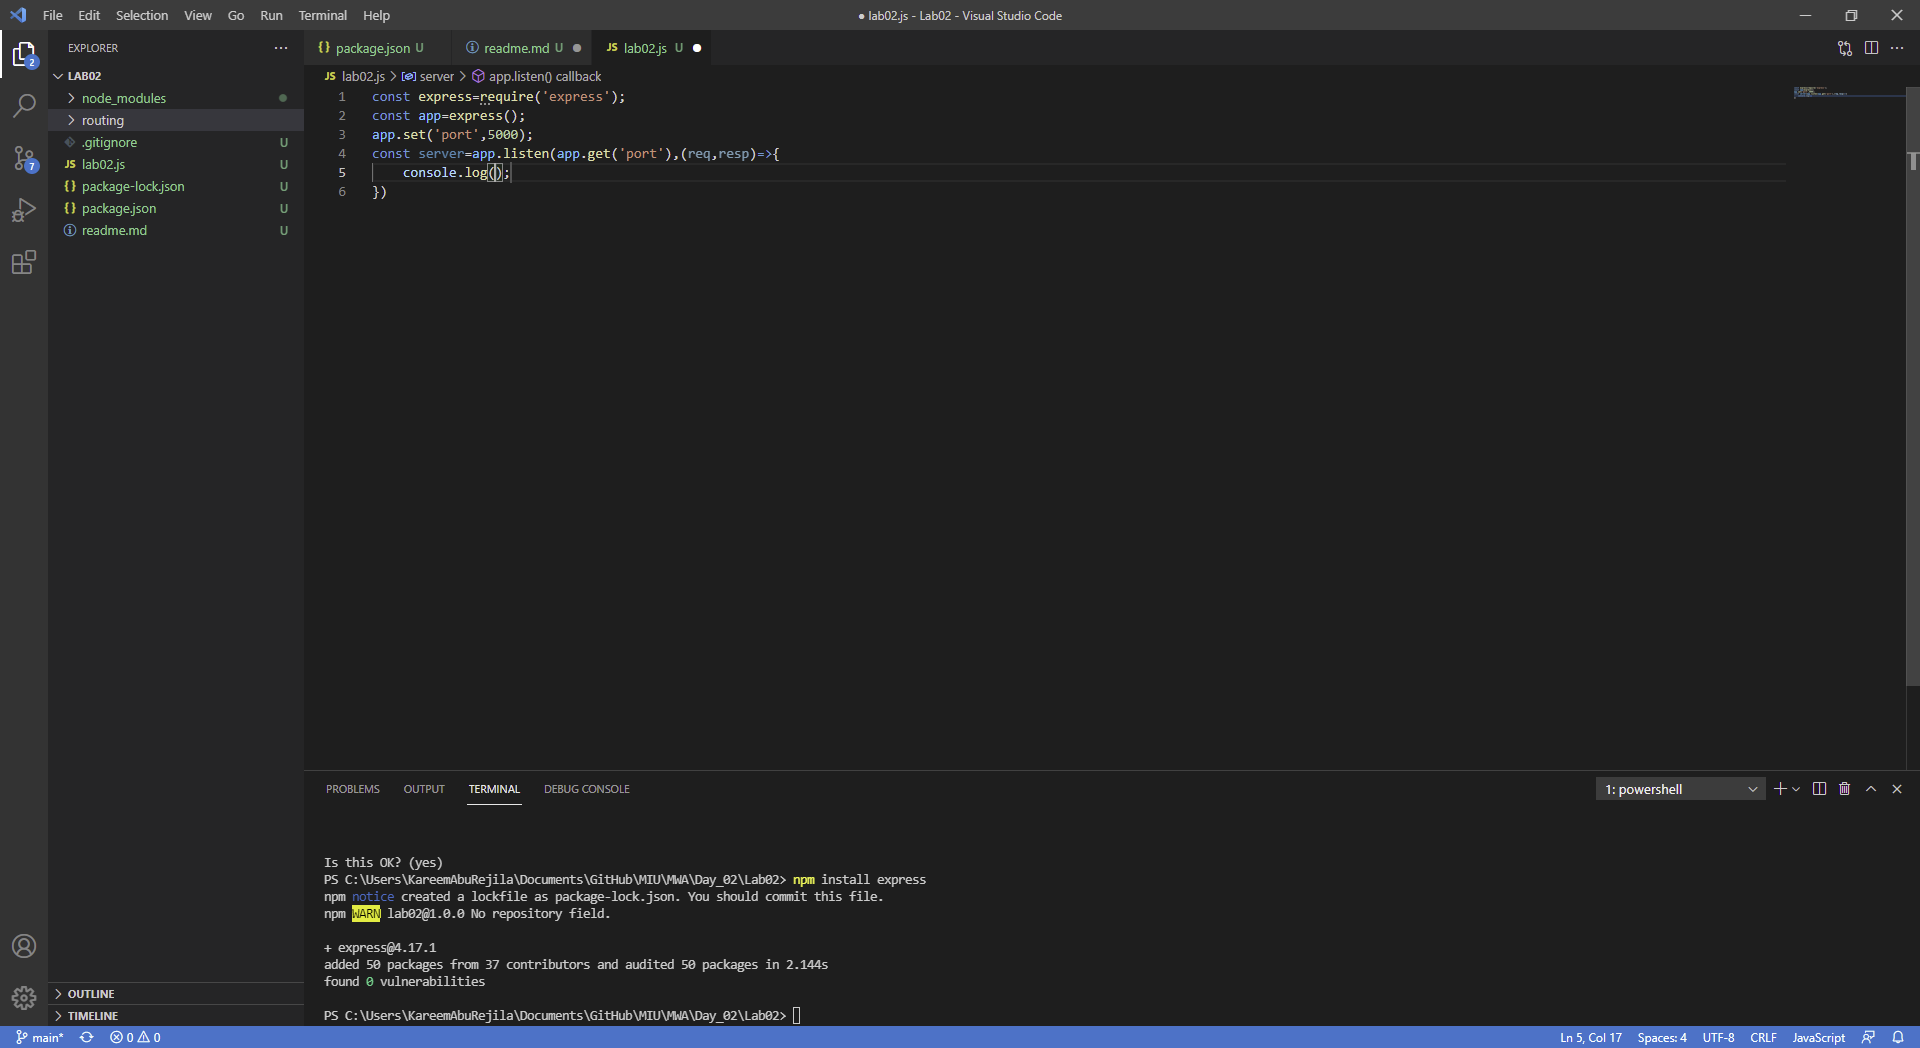 File Edit Selection View Go Run Terminal Help
● lab02.js - Lab02 - Visual Studio Code
EXPLORER
2
7
LAB02
node_modules
routing
.gitignore U
JS lab02.js U
{} package-lock.json U
{} package.json U
readme.md U
OUTLINE
TIMELINE
{} package.json U
readme.md U
JS lab02.js U
JS lab02.js > server > app.listen() callback
1 const express=require('express');
2 const app=express();
3 app.set('port',5000);
4 const server=app.listen(app.get('port'),(req,resp)=>{
5 console.log();
6 })
PROBLEMS OUTPUT TERMINAL DEBUG CONSOLE
1: powershell
Is this OK? (yes)
PS C:\Users\KareemAbuRejila\Documents\GitHub\MIU\MWA\Day_02\Lab02> npm install express
npm notice created a lockfile as package-lock.json. You should commit this file.
npm WARN lab02@1.0.0 No repository field.
+ express@4.17.1
added 50 packages from 37 contributors and audited 50 packages in 2.144s
found 0 vulnerabilities
PS C:\Users\KareemAbuRejila\Documents\GitHub\MIU\MWA\Day_02\Lab02>
main* 0 0
Ln 5, Col 17 Spaces: 4 UTF-8 CRLF JavaScript